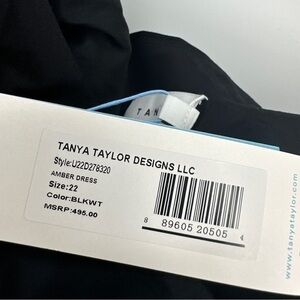 TAN
TANYA TAYLOR DESIGNS LLC
Style:U22D278320
AMBER DRESS
Size:22
Color:BLKWT
MSRP:495.00
8 89605 20505 4
www.tanyataylor.com